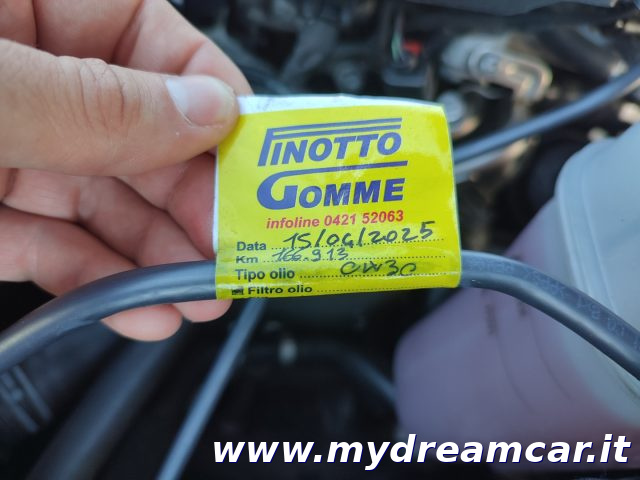 PINOTTO
GOMME
infoline 0421 52063
Data 15/04/2025
Km 166.913
Tipo olio 0W30
Filtro olio
www.mydreamcar.it